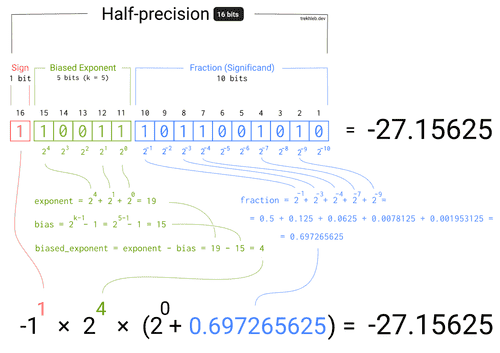 Half-precision 16 bits
trekhleb.dev
Sign Biased Exponent Fraction (Significand)
1 bit 5 bits (k = 5) 10 bits
16 15 14 13 12 11 10 9 8 7 6 5 4 3 2 1
1 1 0 0 1 1 1 0 1 1 0 0 1 0 1 0 = -27.15625
2^4 2^3 2^2 2^1 2^0 2^-1 2^-2 2^-3 2^-4 2^-5 2^-6 2^-7 2^-8 2^-9 2^-10
exponent = 2^4 + 2^1 + 2^0 = 19
bias = 2^k-1 - 1 = 2^5-1 - 1 = 15
biased_exponent = exponent - bias = 19 - 15 = 4
fraction = 2^-1 + 2^-3 + 2^-4 + 2^-7 + 2^-9 =
= 0.5 + 0.125 + 0.0625 + 0.0078125 + 0.001953125 =
= 0.697265625
-1^1 × 2^4 × (2^0 + 0.697265625) = -27.15625